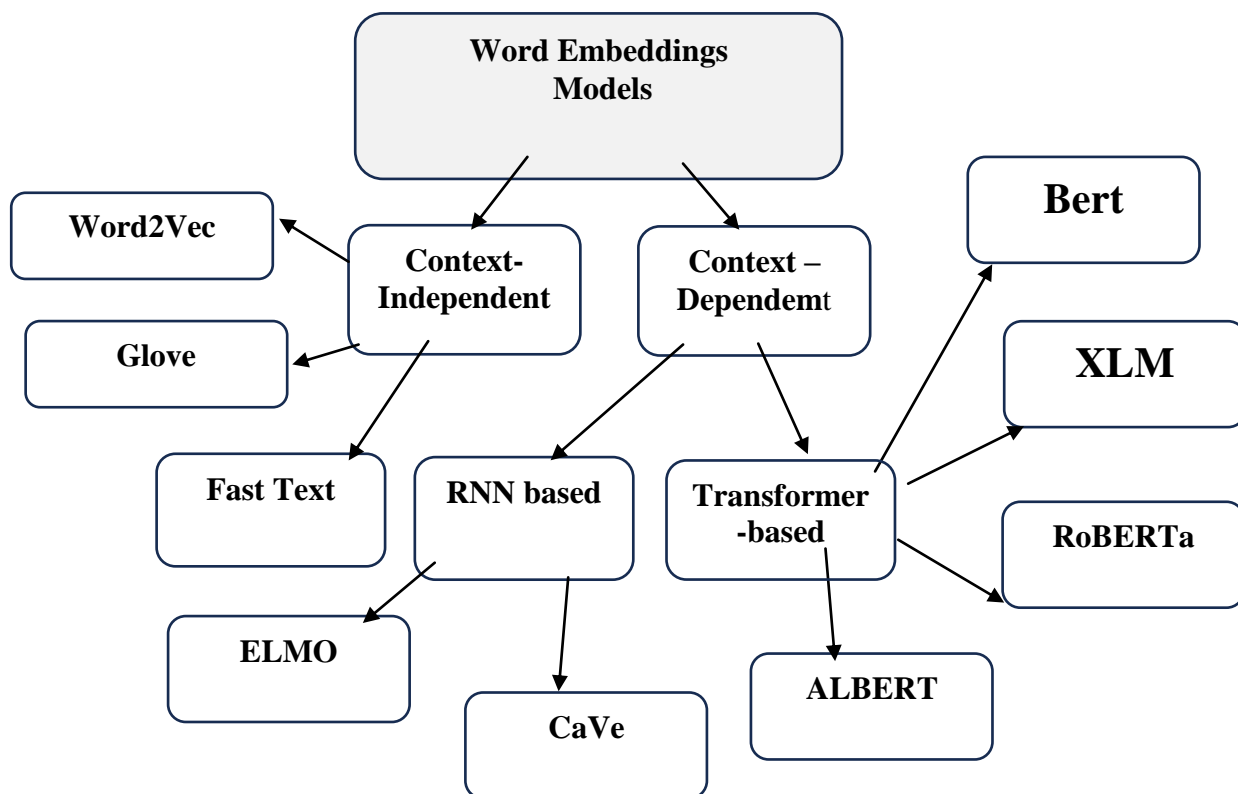 Word Embeddings
Models
Bert
Word2Vec
Context-
Independent
Context –
Dependemt
Glove
XLM
Fast Text
RNN based
Transformer
-based
RoBERTa
ELMO
ALBERT
CaVe